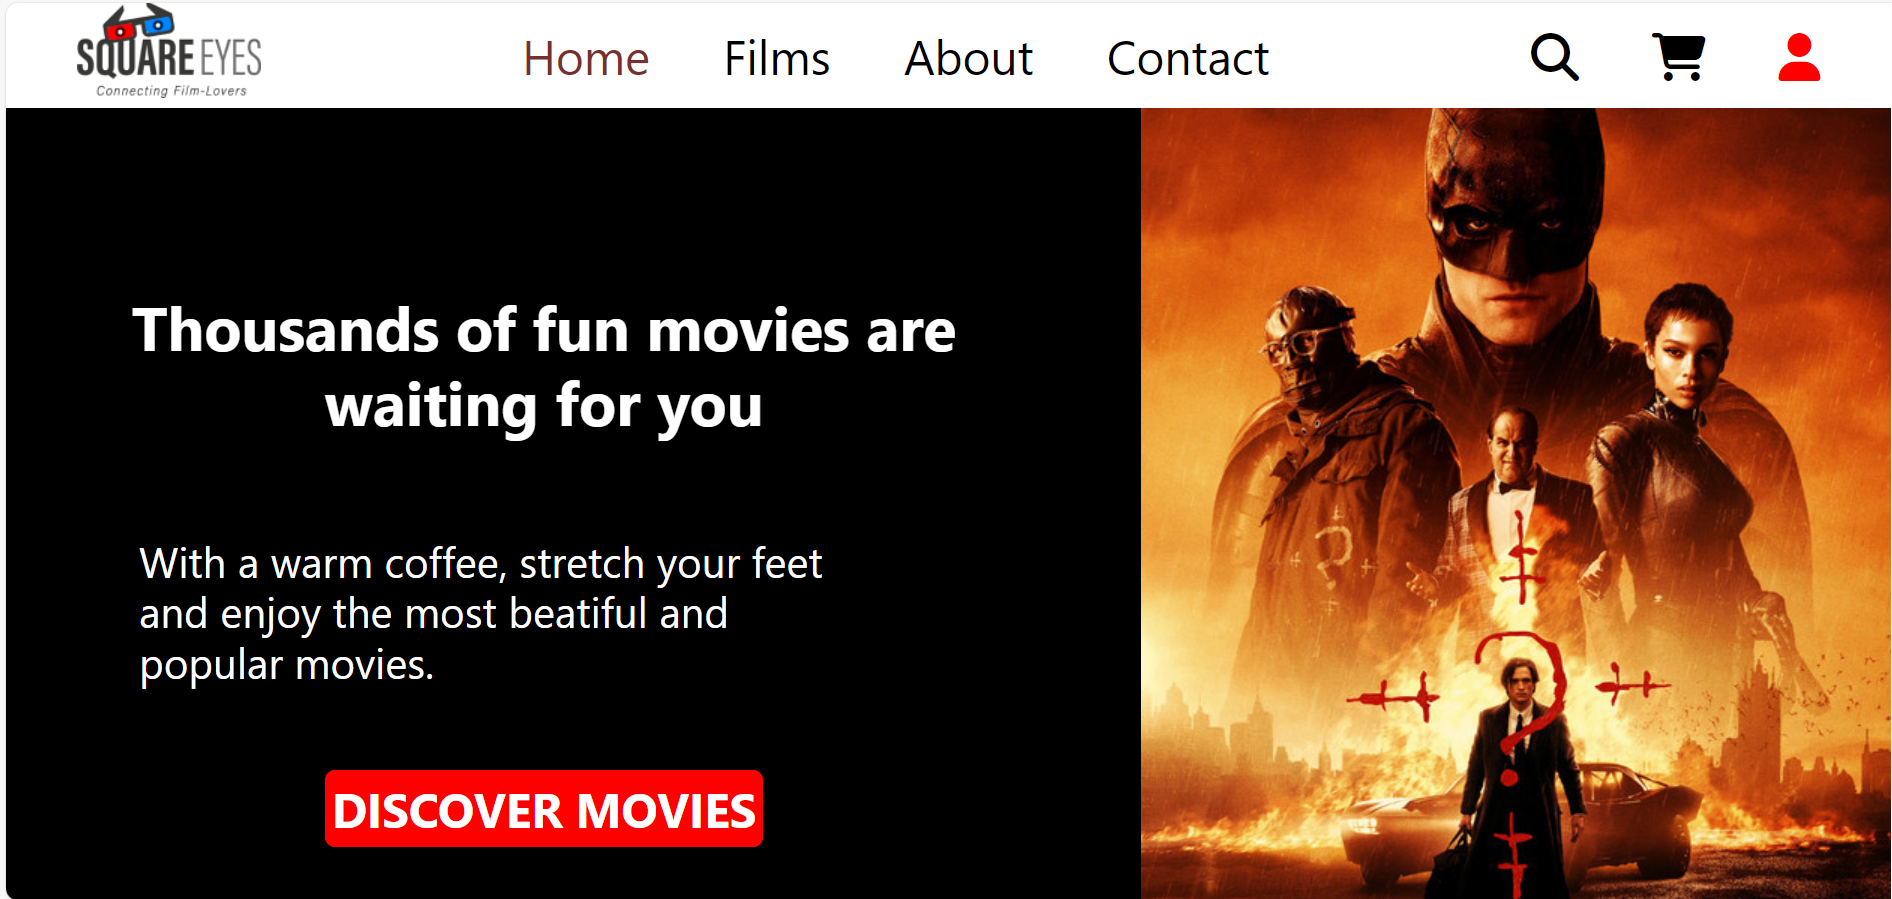 SQUARE EYES
Connecting Film-Lovers
Home Films About Contact
Thousands of fun movies are
waiting for you
With a warm coffee, stretch your feet
and enjoy the most beatiful and
popular movies.
DISCOVER MOVIES